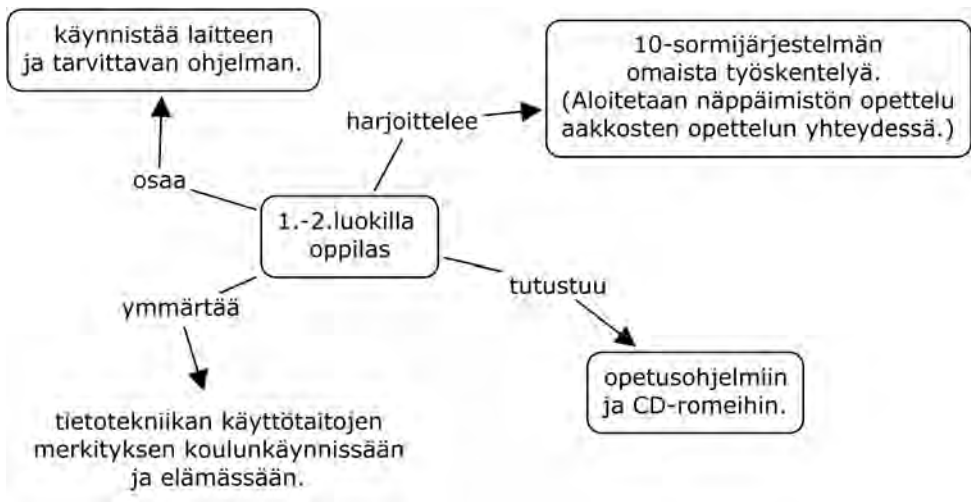 käynnistää laitteen
ja tarvittavan ohjelman.
10-sormijärjestelmän
omaista työskentelyä.
(Aloitetaan näppäimistön opettelu
aakkosten opettelun yhteydessä.)
harjoittelee
osaa
1.-2.luokilla
oppilas
tutustuu
ymmärtää
opetusohjelmiin
ja CD-romeihin.
tietotekniikan käyttötaitojen
merkityksen koulunkäynnissään
ja elämässään.